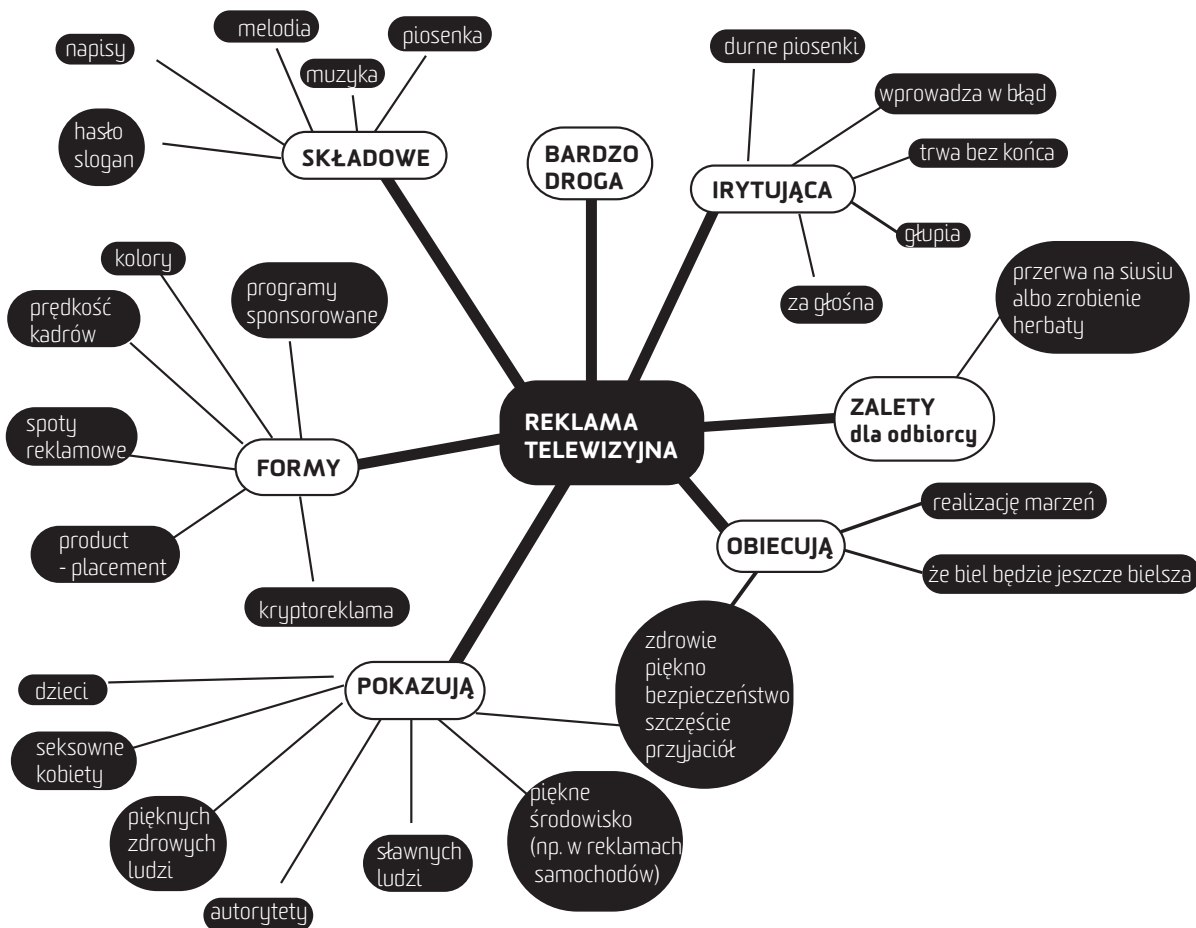 melodia
piosenka
napisy
muzyka
hasło
slogan
SKŁADOWE
BARDZO
DROGA
durne piosenki
wprowadza w błąd
trwa bez końca
IRYTUJĄCA
głupia
za głośna
przerwa na siusiu
albo zrobienie
herbaty
ZALETY
dla odbiorcy
REKLAMA
TELEWIZYJNA
kolory
programy
sponsorowane
prędkość
kadrów
spoty
reklamowe
FORMY
product
- placement
kryptoreklama
OBIECUJĄ
realizację marzeń
że biel będzie jeszcze bielsza
zdrowie
piękno
bezpieczeństwo
szczęście
przyjaciół
POKAZUJĄ
dzieci
seksowne
kobiety
pięknych
zdrowych
ludzi
autorytety
sławnych
ludzi
piękne
środowisko
(np. w reklamach
samochodów)